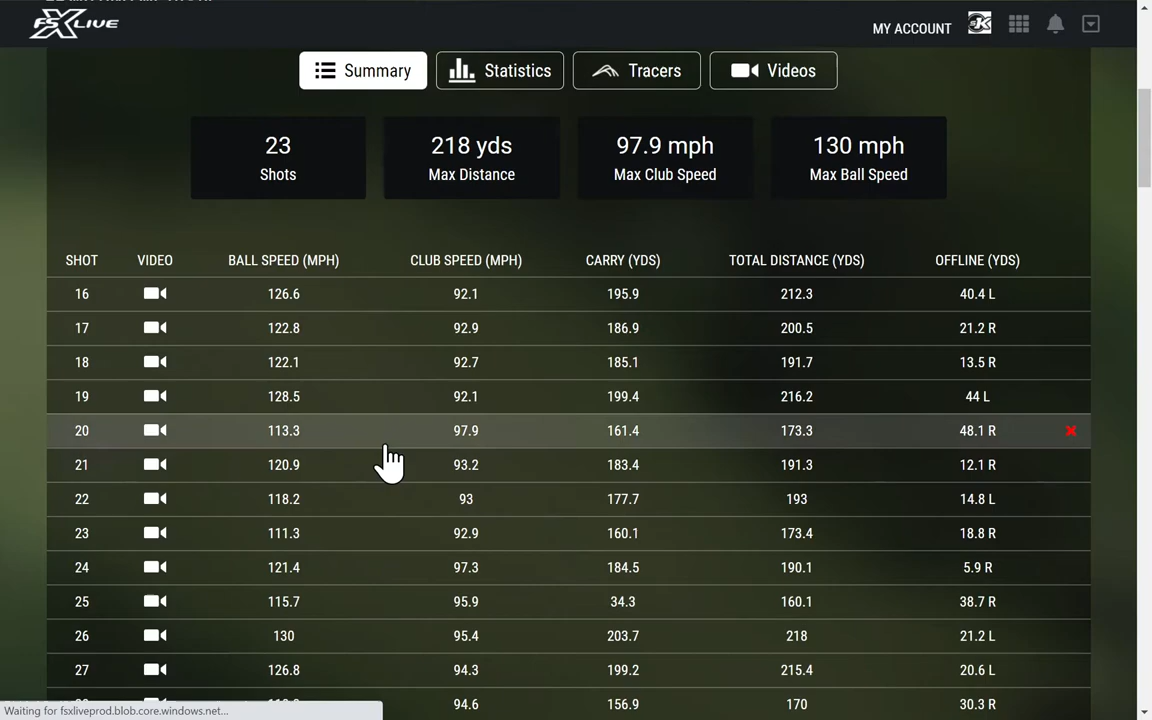 FSXLIVE
MY ACCOUNT
Summary Statistics Tracers Videos
23 218 yds 97.9 mph 130 mph
Shots Max Distance Max Club Speed Max Ball Speed
SHOT VIDEO BALL SPEED (MPH) CLUB SPEED (MPH) CARRY (YDS) TOTAL DISTANCE (YDS) OFFLINE (YDS)
16 126.6 92.1 195.9 212.3 40.4 L
17 122.8 92.9 186.9 200.5 21.2 R
18 122.1 92.7 185.1 191.7 13.5 R
19 128.5 92.1 199.4 216.2 44 L
20 113.3 97.9 161.4 173.3 48.1 R
21 120.9 93.2 183.4 191.3 12.1 R
22 118.2 93 177.7 193 14.8 L
23 111.3 92.9 160.1 173.4 18.8 R
24 121.4 97.3 184.5 190.1 5.9 R
25 115.7 95.9 34.3 160.1 38.7 R
26 130 95.4 203.7 218 21.2 L
27 126.8 94.3 199.2 215.4 20.6 L
94.6 156.9 170 30.3 R
Waiting for fsxliveprod.blob.core.windows.net...